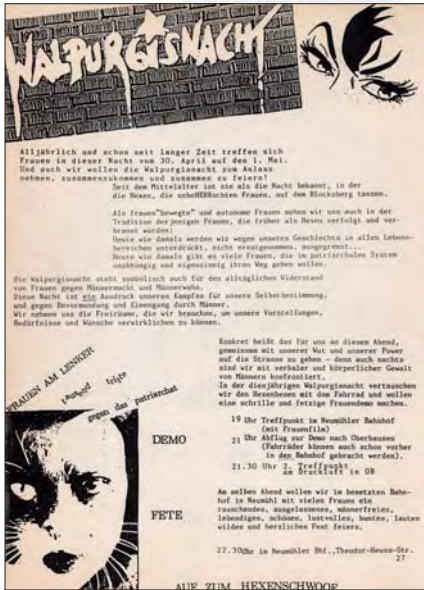 WALPURGISNACHT
Alljährlich und schon seit langer Zeit treffen sich
Frauen in dieser Nacht vom 30. April auf den 1. Mai.
Und auch wir wollen die Walpurgisnacht zum Anlass
nehmen, zusammenzukommen und zusammen zu feiern!
Seit dem Mittelalter ist sie als die Nacht bekannt, in der
die Hexen, die unbeHERRschten Frauen, auf dem Blocksberg tanzen.
Als frauen"bewegte" und autonome Frauen sehen wir uns auch in der
Tradition der jenigen Frauen, die früher als Hexen verfolgt und ver-
brannt wurden:
Heute wie damals werden wir wegen unseres Geschlechts in allen Lebens-
bereichen unterdrückt, nicht ernstgenommen, ausgegrenzt...
Heute wie damals gibt es viele Frauen, die im patriarchalen System
unabhängig und eigensinnig ihren Weg gehen wollen.
Die Walpurgisnacht steht symbolisch auch für den alltäglichen Widerstand
von Frauen gegen Männermacht und Männerwahn.
Diese Nacht ist ein Ausdruck unseres Kampfes für unsere Selbstbestimmung,
und gegen Bevormundung und Einengung durch Männer.
Wir nehmen uns die Freiräume, die wir brauchen, um unsere Vorstellungen,
Bedürfnisse und Wünsche verwirklichen zu können.
Konkret heißt das für uns an diesem Abend,
gemeinsam mit unserer Wut und unserer Power
auf die Strasse zu gehen - denn auch nachts
sind wir mit verbaler und körperlicher Gewalt
von Männern konfrontiert.
In der diesjährigen Walpurgisnacht vertauschen
wir den Hexenbesen mit dem Fahrrad und wollen
eine schrille und fetzige Frauendemo machen.
FRAUEN AM LENKER
tritt
gegen das patriarchat
DEMO
19 Uhr Treffpunkt im Neumühler Bahnhof
(mit Frauenfilm)
21 Uhr Abflug zur Demo nach Oberhausen
(Fahrräder können auch schon vorher
in den Bahnhof gebracht werden).
21.30 Uhr 2. Treffpunkt
am Druckluft in OB
FETE
Am selben Abend wollen wir im besetzten Bahn-
hof in Neumühl mit vielen Frauen ein
rauschendes, ausgelassenes, männerfreies,
lebendiges, schönes, lustvolles, buntes, lautes
wildes und herzliches Fest feiern.
22.30Uhr im Neumühler Bhf.,Theodor-Heuss-Str.
27
AUF ZUM HEXENSCHWOOF